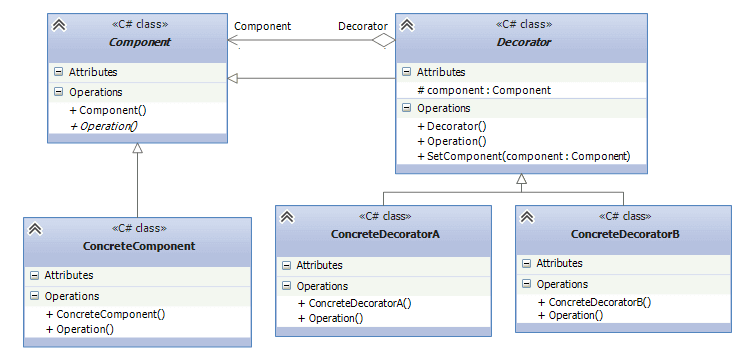 «C# class»
Component
Attributes
Operations
+ Component()
+ Operation()
Component
Decorator
«C# class»
Decorator
Attributes
# component : Component
Operations
+ Decorator()
+ Operation()
+ SetComponent(component : Component)
«C# class»
ConcreteComponent
Attributes
Operations
+ ConcreteComponent()
+ Operation()
«C# class»
ConcreteDecoratorA
Attributes
Operations
+ ConcreteDecoratorA()
+ Operation()
«C# class»
ConcreteDecoratorB
Attributes
Operations
+ ConcreteDecoratorB()
+ Operation()